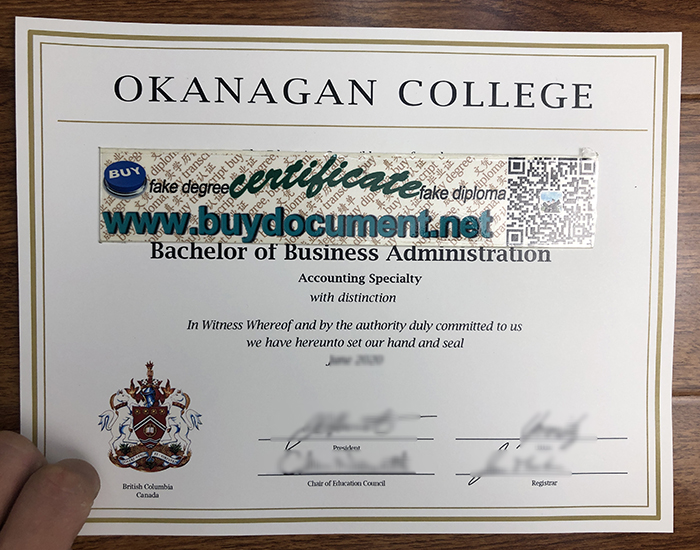 OKANAGAN COLLEGE
BUY fake degree certificate fake diploma
www.buydocument.net
Bachelor of Business Administration
Accounting Specialty
with distinction
In Witness Whereof and by the authority duly committed to us
we have hereunto set our hand and seal
June 2020
President
Chair of Education Council
Registrar
British Columbia
Canada